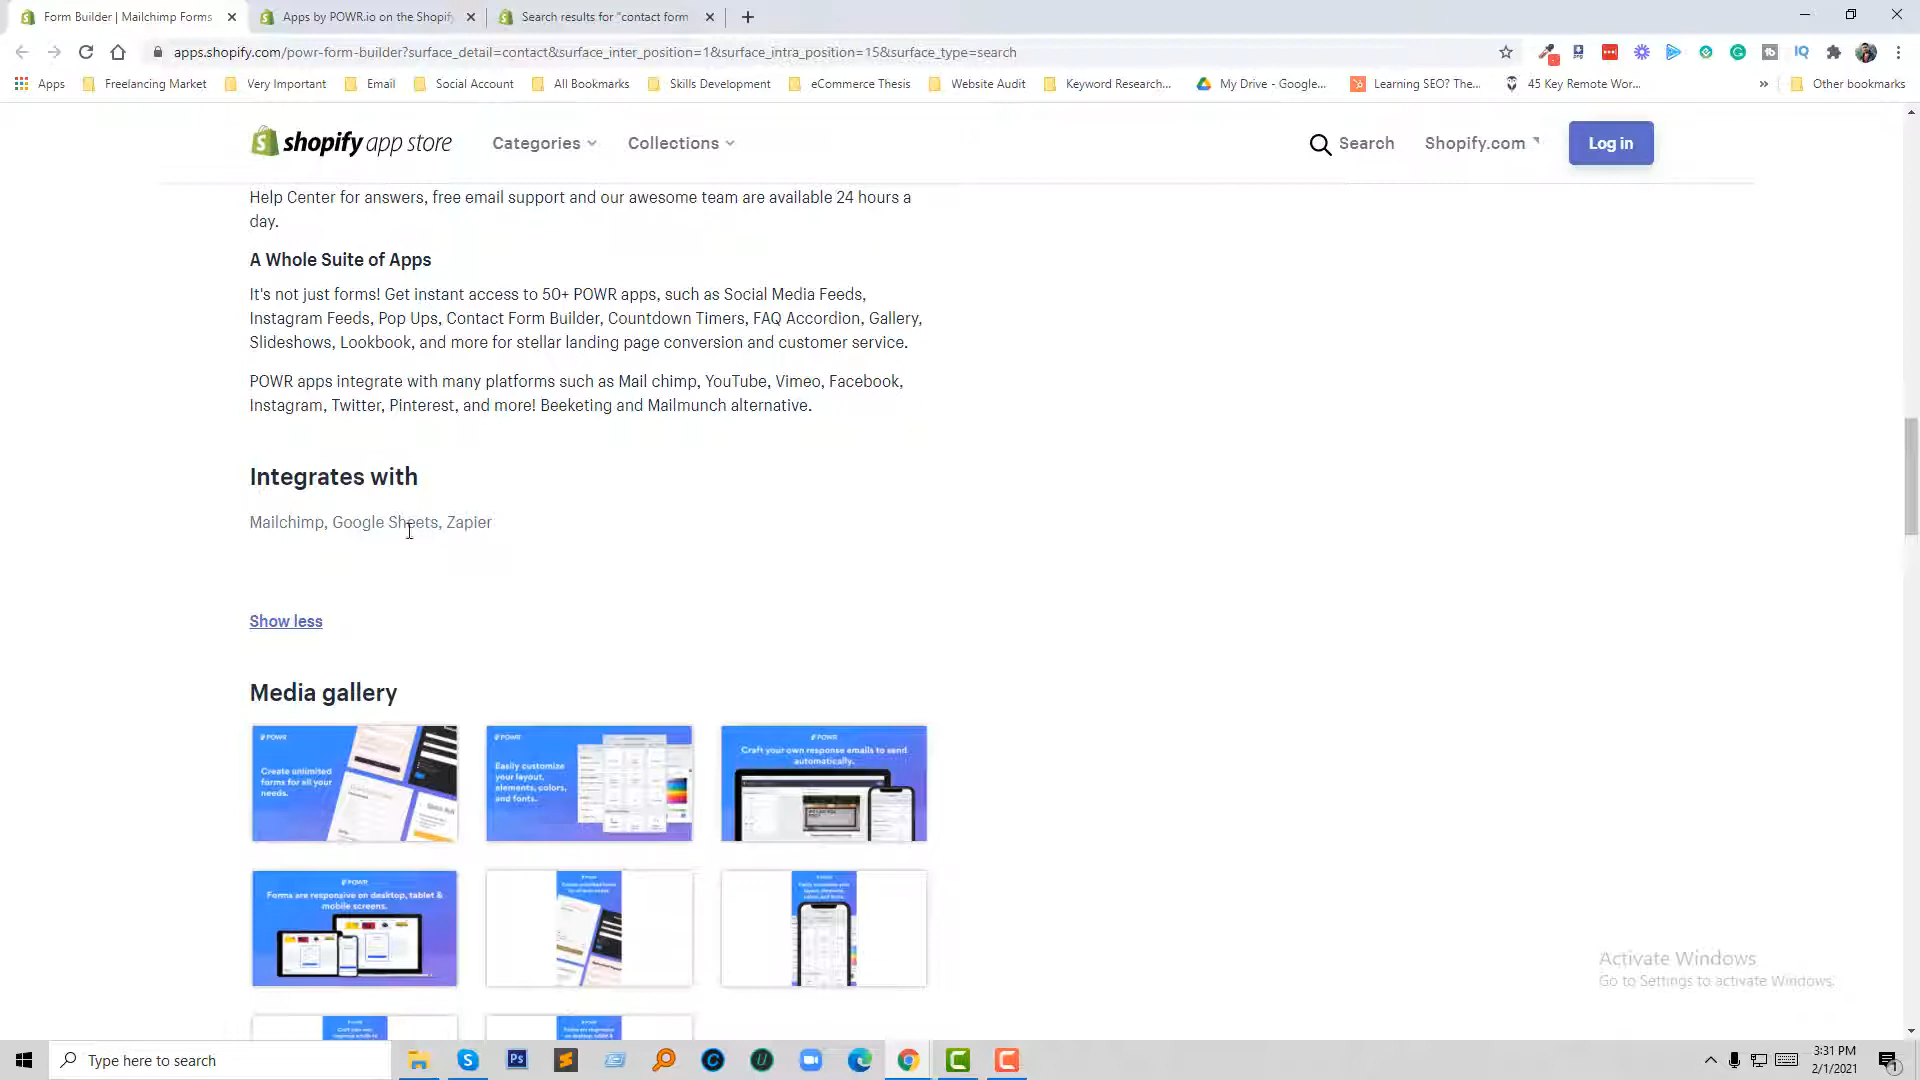 Form Builder | Mailchimp Forms
Apps by POWR.io on the Shopify
Search results for "contact form
apps.shopify.com/powr-form-builder?surface_detail=contact&surface_inter_position=1&surface_intra_position=15&surface_type=search
Apps
Freelancing Market
Very Important
Email
Social Account
All Bookmarks
Skills Development
eCommerce Thesis
Website Audit
Keyword Research...
My Drive - Google...
Learning SEO? The...
45 Key Remote Wor...
Other bookmarks
shopify app store
Categories
Collections
Search
Shopify.com
Log in
Help Center for answers, free email support and our awesome team are available 24 hours a
day.
A Whole Suite of Apps
It's not just forms! Get instant access to 50+ POWR apps, such as Social Media Feeds,
Instagram Feeds, Pop Ups, Contact Form Builder, Countdown Timers, FAQ Accordion, Gallery,
Slideshows, Lookbook, and more for stellar landing page conversion and customer service.
POWR apps integrate with many platforms such as Mail chimp, YouTube, Vimeo, Facebook,
Instagram, Twitter, Pinterest, and more! Beeketing and Mailmunch alternative.
Integrates with
Mailchimp, Google Sheets, Zapier
Show less
Media gallery
POWR
Create unlimited
forms for all your
needs.
POWR
Easily customize
your layout,
elements, colors,
and fonts.
POWR
Craft your own response emails to send
automatically.
POWR
Forms are responsive on desktop, tablet &
mobile screens.
Activate Windows
Go to Settings to activate Windows.
Type here to search
3:31 PM
2/1/2021